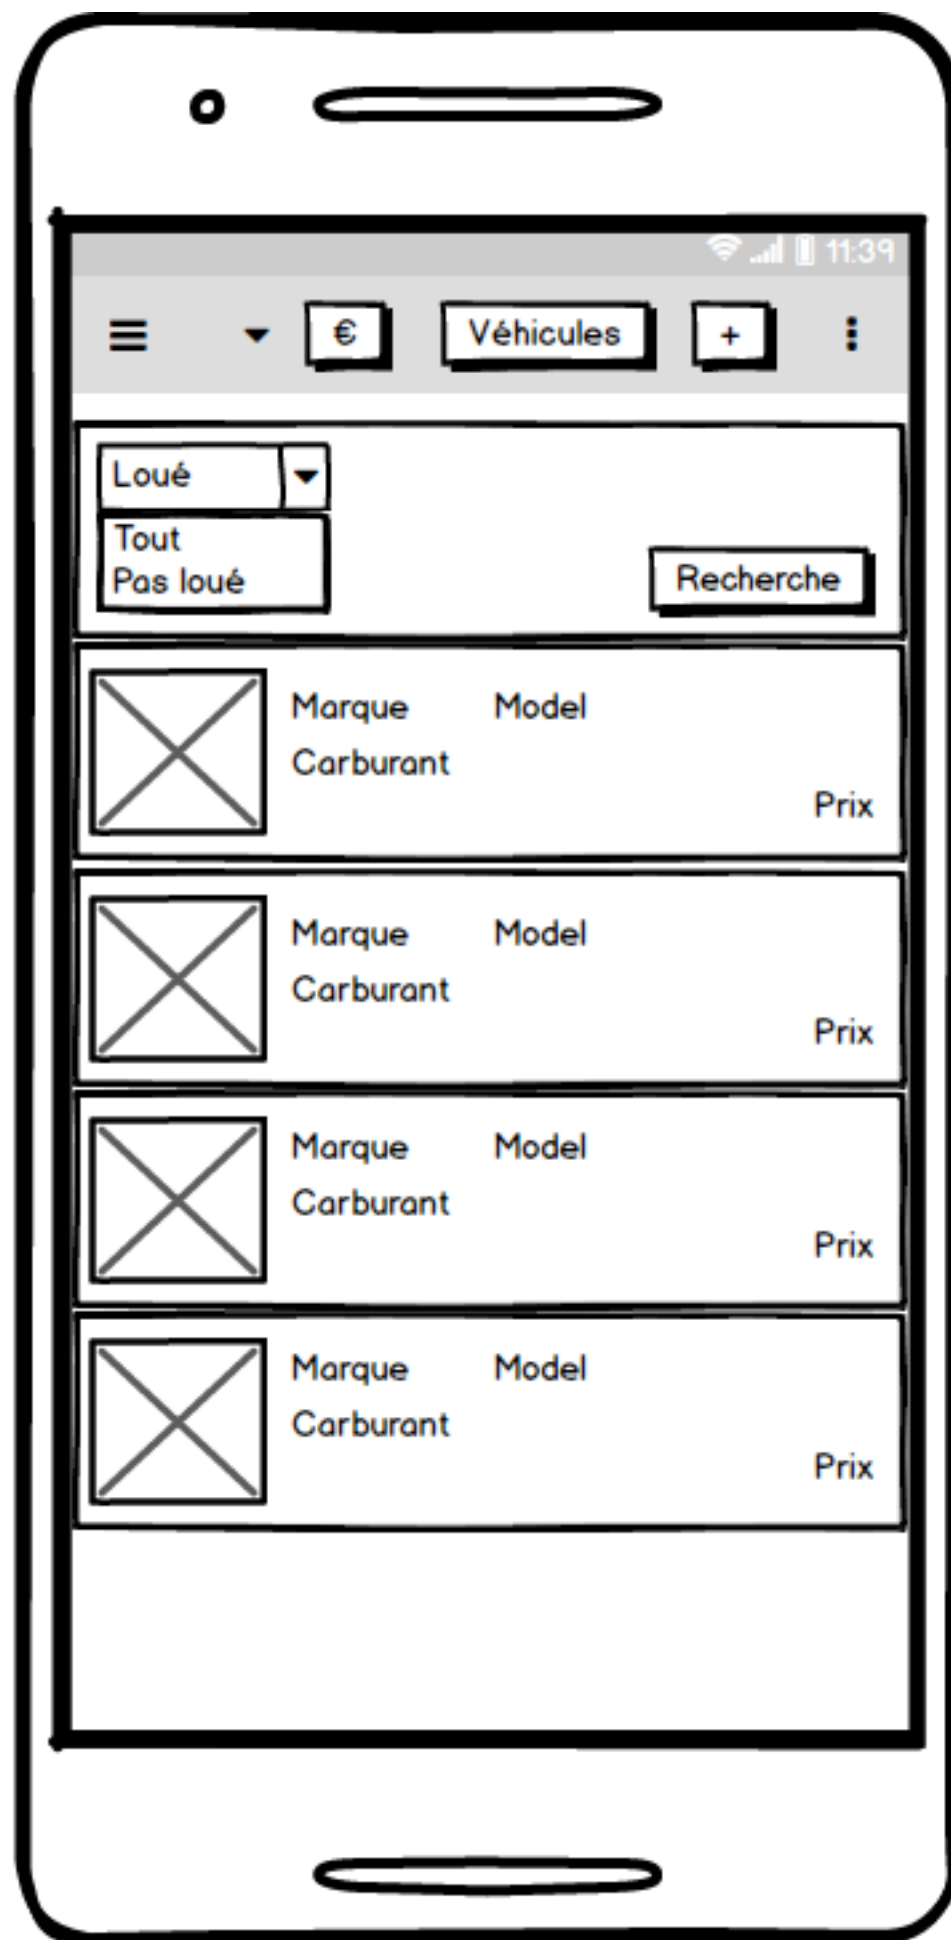 11:39
€ Véhicules +
Loué
Tout
Pas loué
Recherche
Marque Model
Carburant
Prix
Marque Model
Carburant
Prix
Marque Model
Carburant
Prix
Marque Model
Carburant
Prix